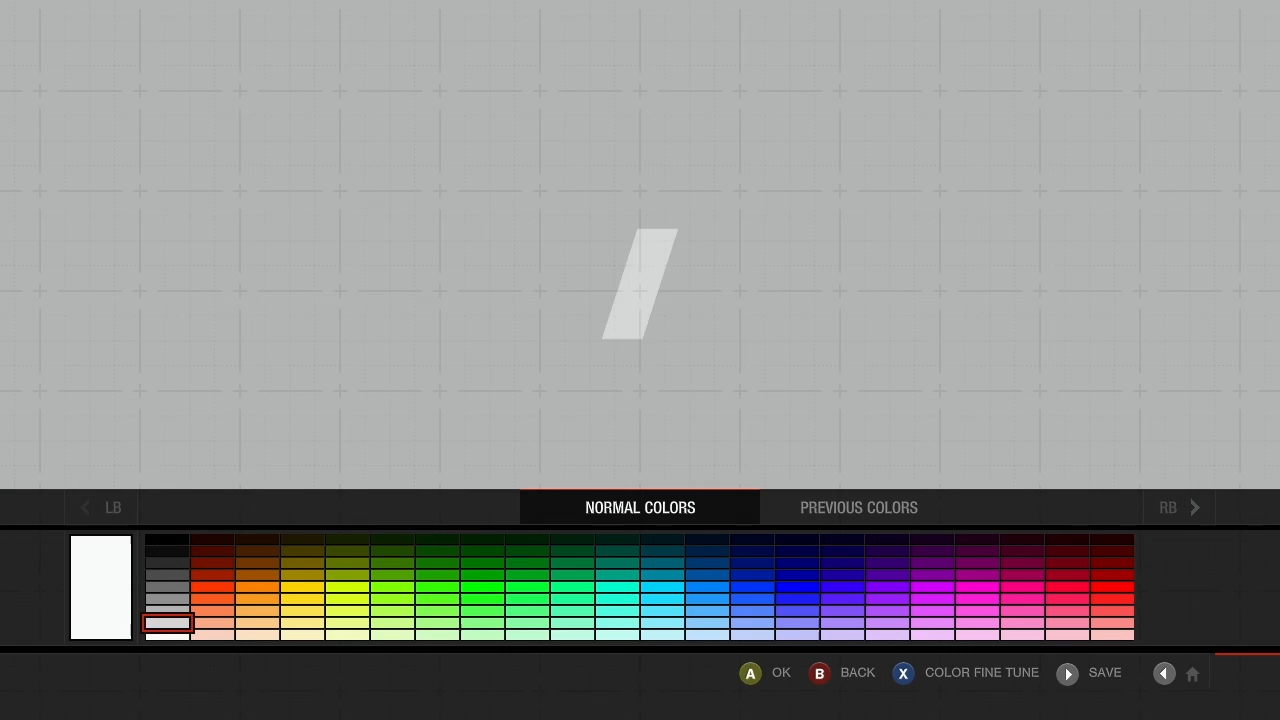 LB
NORMAL COLORS
PREVIOUS COLORS
RB
A OK
B BACK
X COLOR FINE TUNE
SAVE